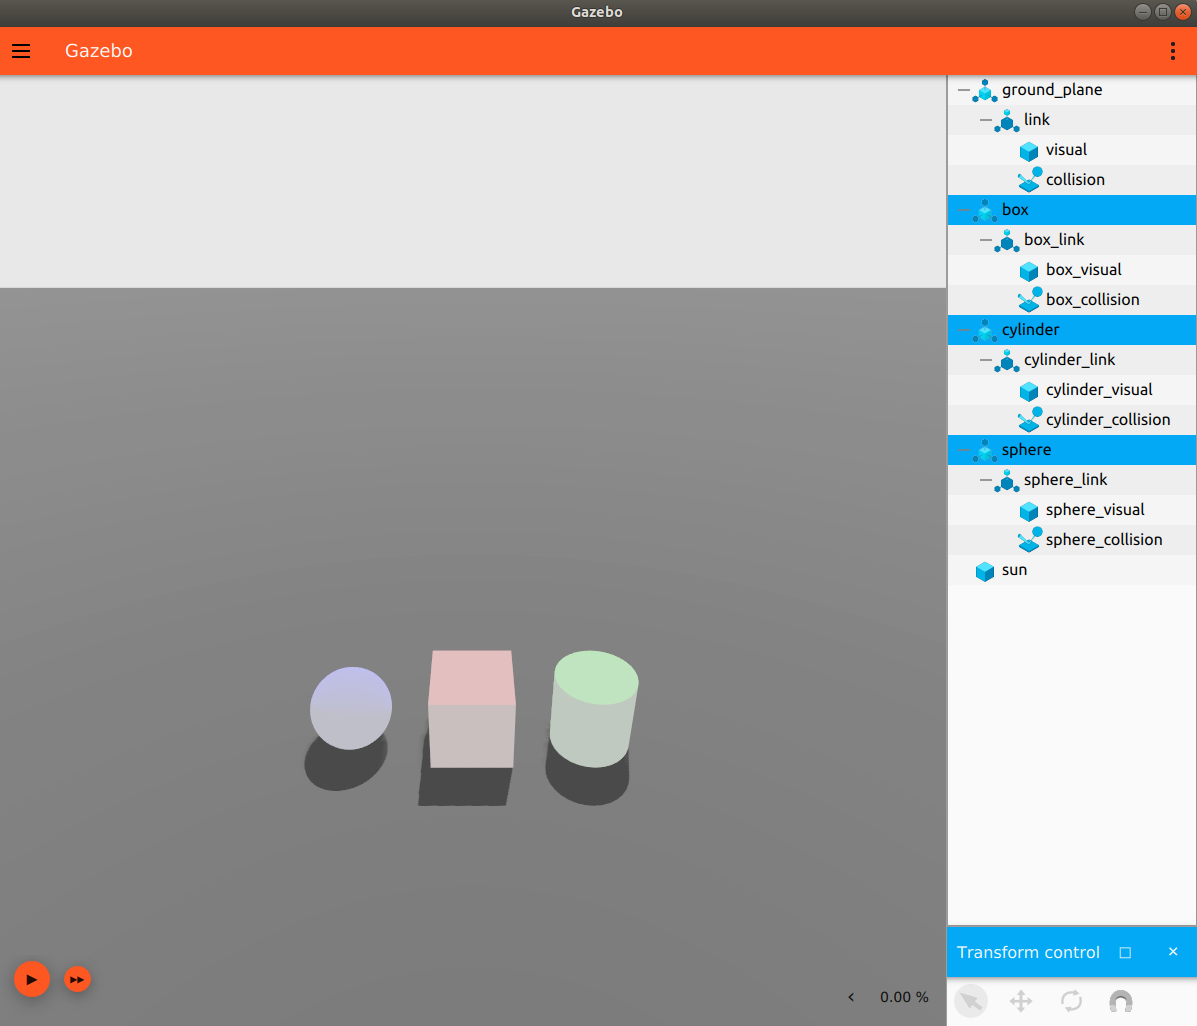 Gazebo
Gazebo
ground_plane
link
visual
collision
box
box_link
box_visual
box_collision
cylinder
cylinder_link
cylinder_visual
cylinder_collision
sphere
sphere_link
sphere_visual
sphere_collision
sun
Transform control
0.00 %